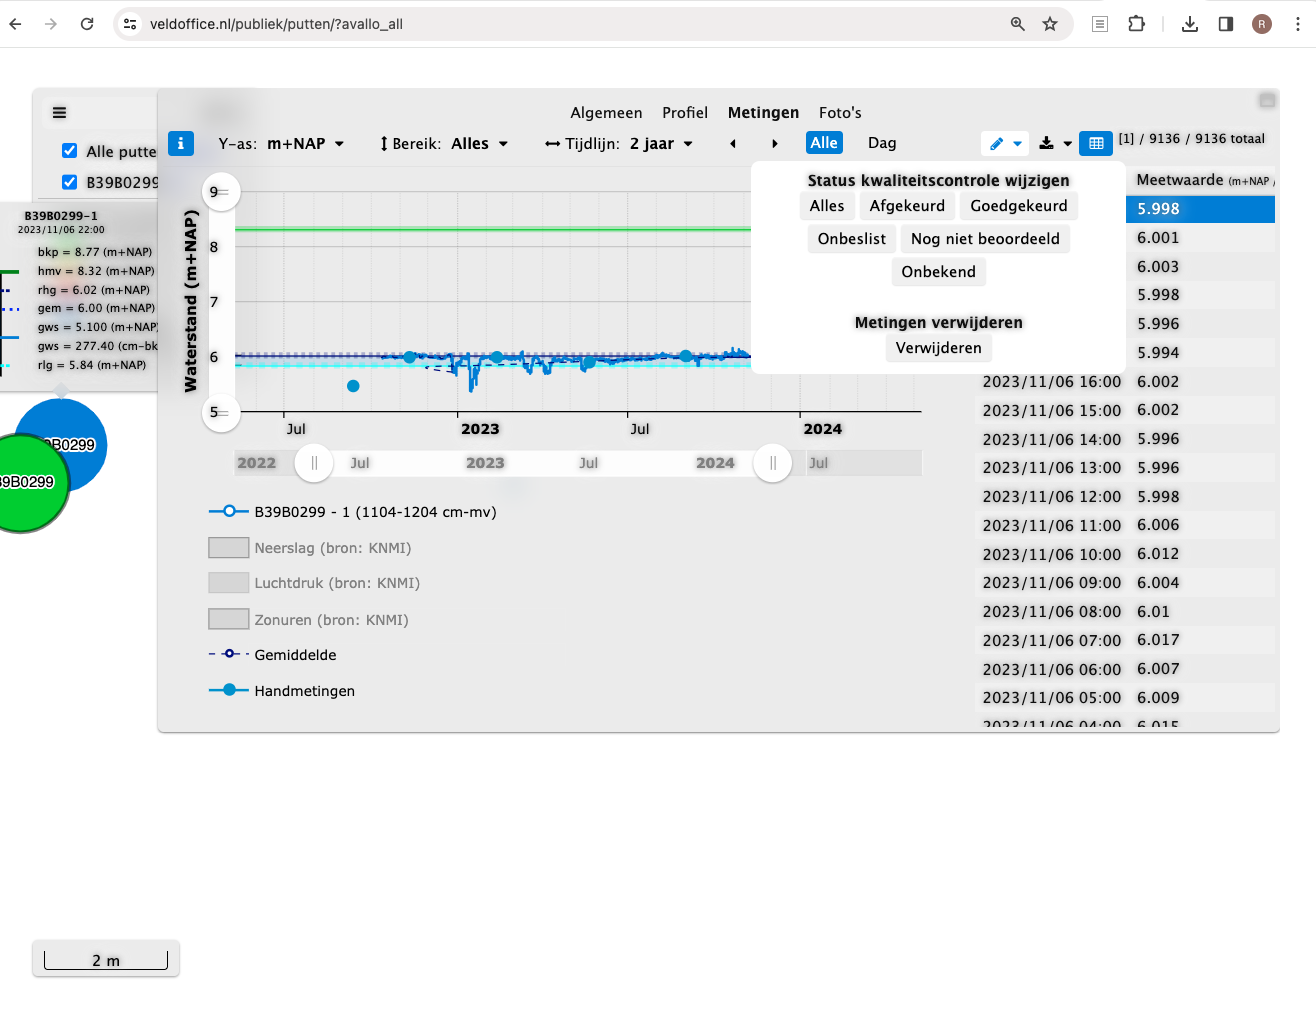 veldoffice.nl/publiek/putten/?avallo_all
R
Algemeen Profiel Metingen Foto's
Y-as: m+NAP Bereik: Alles Tijdlijn: 2 jaar Alle Dag
[1] / 9136 / 9136 totaal
Alle putte
B39B0299
B39B0299-1
2023/11/06 22:00
bkp = 8.77 (m+NAP)
hmv = 8.32 (m+NAP)
rhg = 6.02 (m+NAP)
gem = 6.00 (m+NAP)
gws = 5.100 (m+NAP)
gws = 277.40 (cm-bk
rlg = 5.84 (m+NAP)
B0299
39B0299
Waterstand (m+NAP)
9
8
7
6
5
Jul 2023 Jul 2024
2022 Jul 2023 Jul 2024 Jul
Status kwaliteitscontrole wijzigen
Alles Afgekeurd Goedgekeurd
Onbeslist Nog niet beoordeeld
Onbekend
Metingen verwijderen
Verwijderen
B39B0299 - 1 (1104-1204 cm-mv)
Neerslag (bron: KNMI)
Luchtdruk (bron: KNMI)
Zonuren (bron: KNMI)
Gemiddelde
Handmetingen
Meetwaarde (m+NAP /
5.998
6.001
6.003
5.998
5.996
5.994
2023/11/06 16:00 6.002
2023/11/06 15:00 6.002
2023/11/06 14:00 5.996
2023/11/06 13:00 5.996
2023/11/06 12:00 5.998
2023/11/06 11:00 6.006
2023/11/06 10:00 6.012
2023/11/06 09:00 6.004
2023/11/06 08:00 6.01
2023/11/06 07:00 6.017
2023/11/06 06:00 6.007
2023/11/06 05:00 6.009
2023/11/06 04:00 6.015
2 m